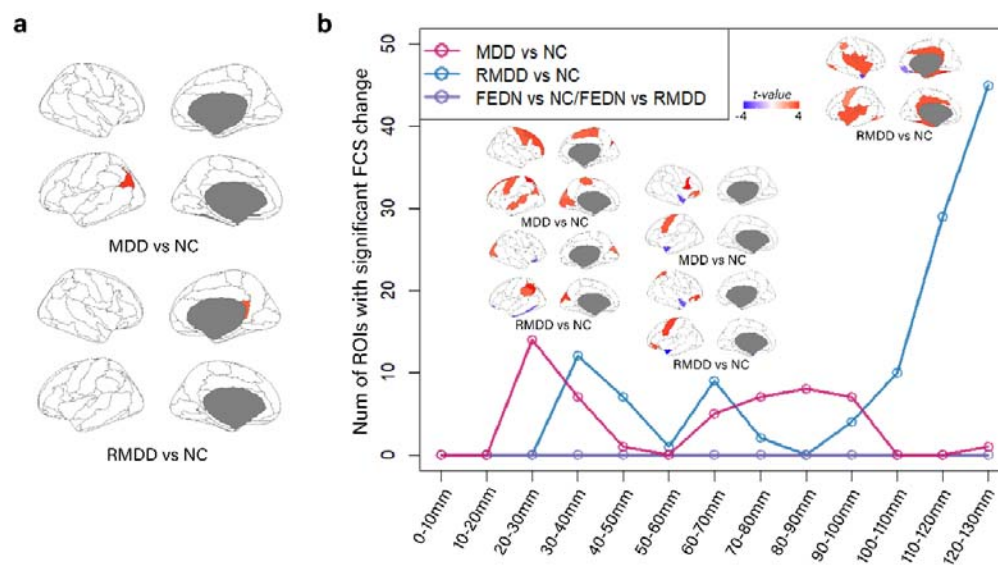 a
MDD vs NC
RMDD vs NC
b
Num of ROIs with significant FCS change
50
40
30
20
10
0
MDD vs NC
RMDD vs NC
FEDN vs NC/FEDN vs RMDD
t-value
-4 4
RMDD vs NC
MDD vs NC
RMDD vs NC
MDD vs NC
RMDD vs NC
0-10mm
10-20mm
20-30mm
30-40mm
40-50mm
50-60mm
60-70mm
70-80mm
80-90mm
90-100mm
100-110mm
110-120mm
120-130mm